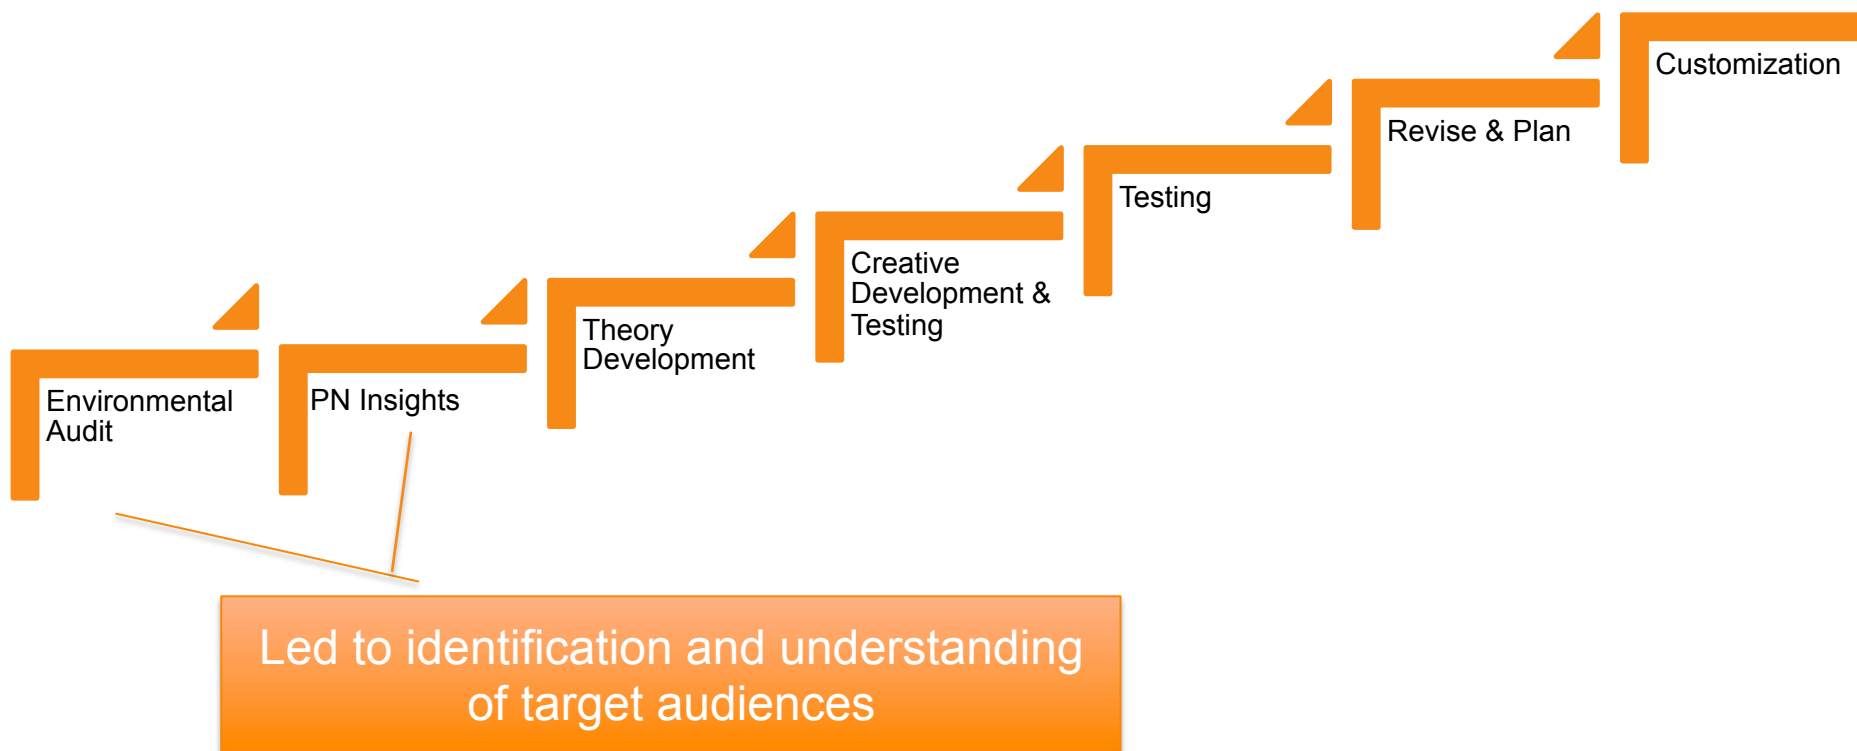 Environmental
Audit
PN Insights
Theory
Development
Creative
Development &
Testing
Testing
Revise & Plan
Customization
Led to identification and understanding
of target audiences